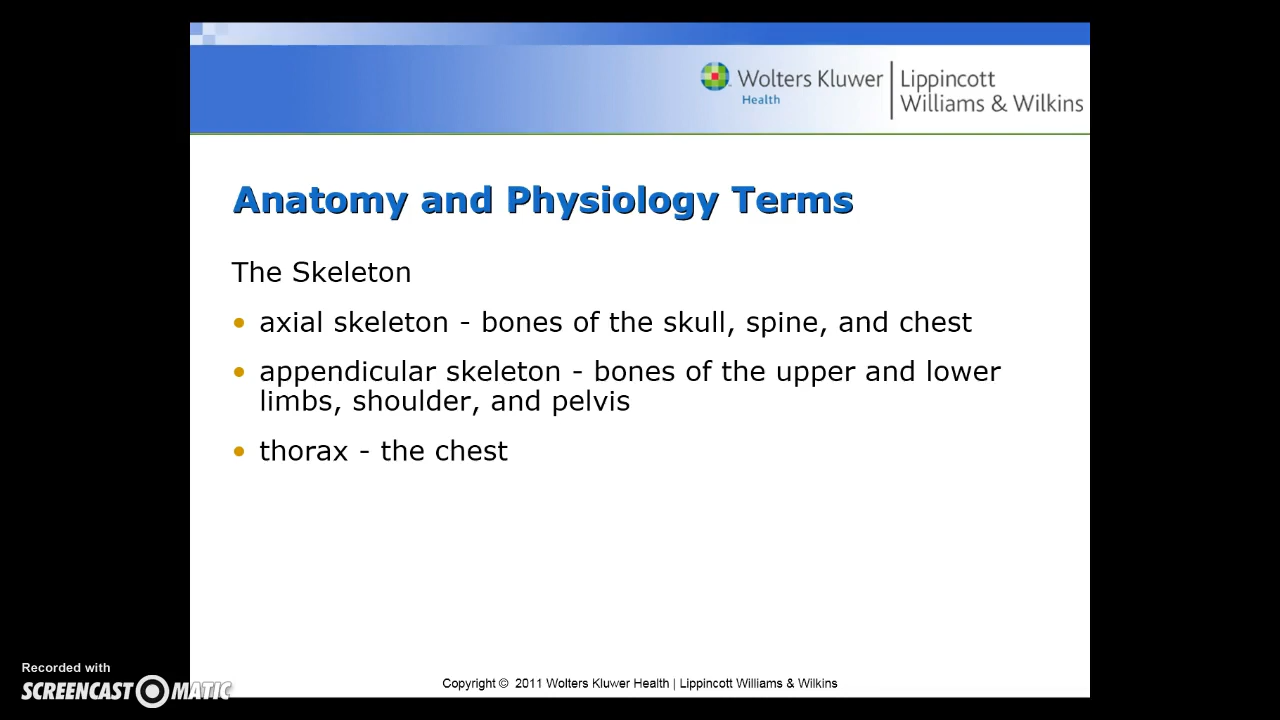 Wolters Kluwer
Health
Lippincott
Williams & Wilkins
Anatomy and Physiology Terms
The Skeleton
• axial skeleton - bones of the skull, spine, and chest
• appendicular skeleton - bones of the upper and lower
limbs, shoulder, and pelvis
• thorax - the chest
Recorded with
SCREENCAST MATIC
Copyright © 2011 Wolters Kluwer Health | Lippincott Williams & Wilkins